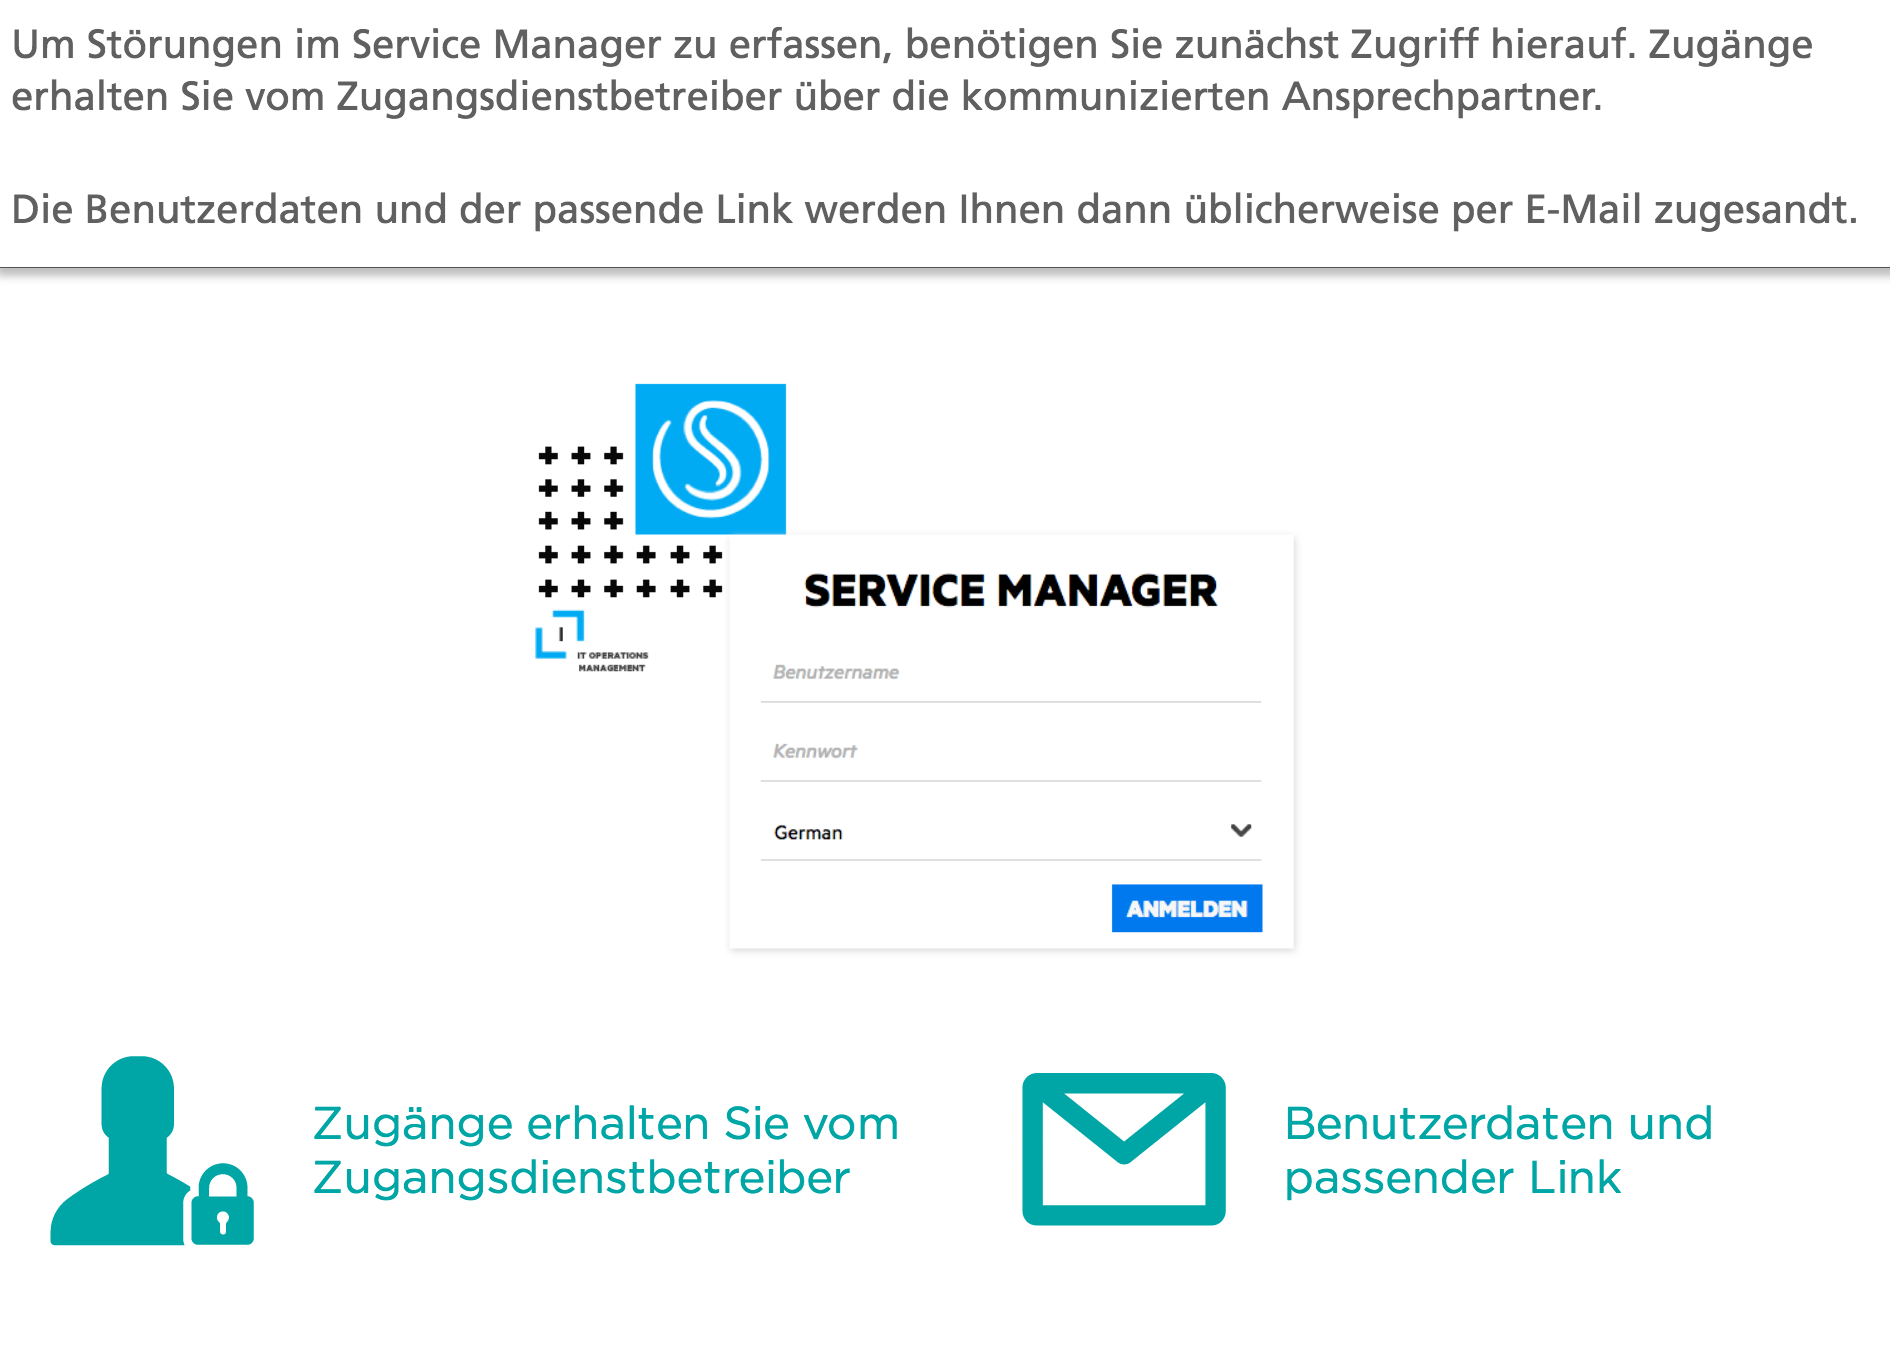 Um Störungen im Service Manager zu erfassen, benötigen Sie zunächst Zugriff hierauf. Zugänge
erhalten Sie vom Zugangsdienstbetreiber über die kommunizierten Ansprechpartner.
Die Benutzerdaten und der passende Link werden Ihnen dann üblicherweise per E-Mail zugesandt.
SERVICE MANAGER
IT OPERATIONS
MANAGEMENT
Benutzername
Kennwort
German
ANMELDEN
Zugänge erhalten Sie vom
Zugangsdienstbetreiber
Benutzerdaten und
passender Link